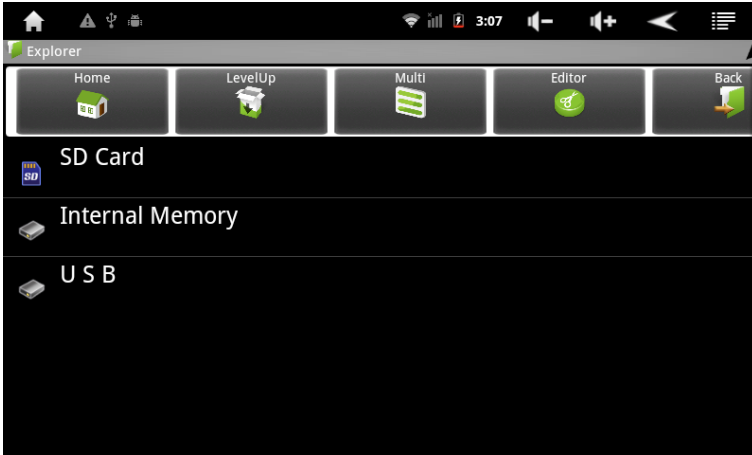 3:07
Explorer
Home LevelUp Multi Editor Back
SD Card
SD
Internal Memory
U S B